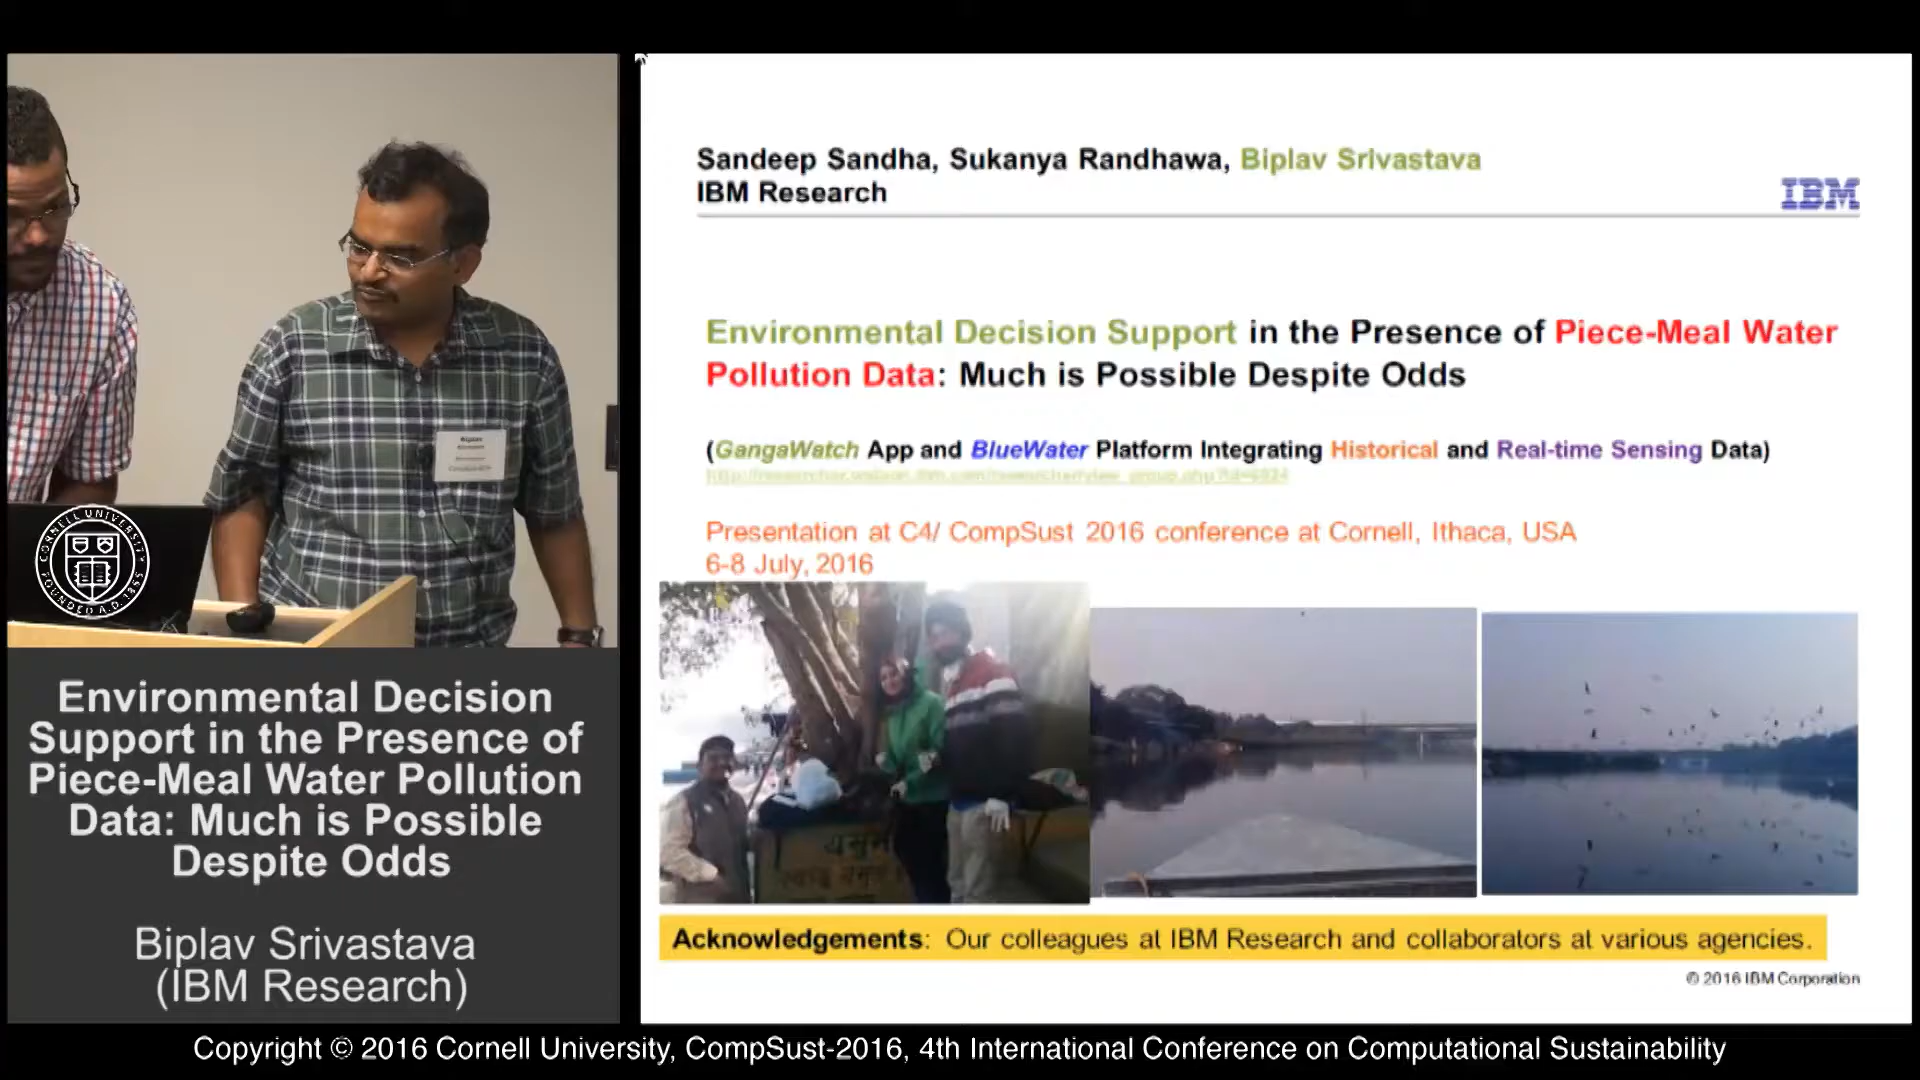 Sandeep Sandha, Sukanya Randhawa, Biplav Srivastava
IBM Research
IBM
Environmental Decision Support in the Presence of Piece-Meal Water
Pollution Data: Much is Possible Despite Odds
(GangaWatch App and BlueWater Platform Integrating Historical and Real-time Sensing Data)
Presentation at C4/ CompSust 2016 conference at Cornell, Ithaca, USA
6-8 July, 2016
Acknowledgements: Our colleagues at IBM Research and collaborators at various agencies.
© 2016 IBM Corporation
Biplav
CORNELL UNIVERSITY
FOUNDED A.D. 1865
Environmental Decision
Support in the Presence of
Piece-Meal Water Pollution
Data: Much is Possible
Despite Odds
Biplav Srivastava
(IBM Research)
Copyright © 2016 Cornell University, CompSust-2016, 4th International Conference on Computational Sustainability